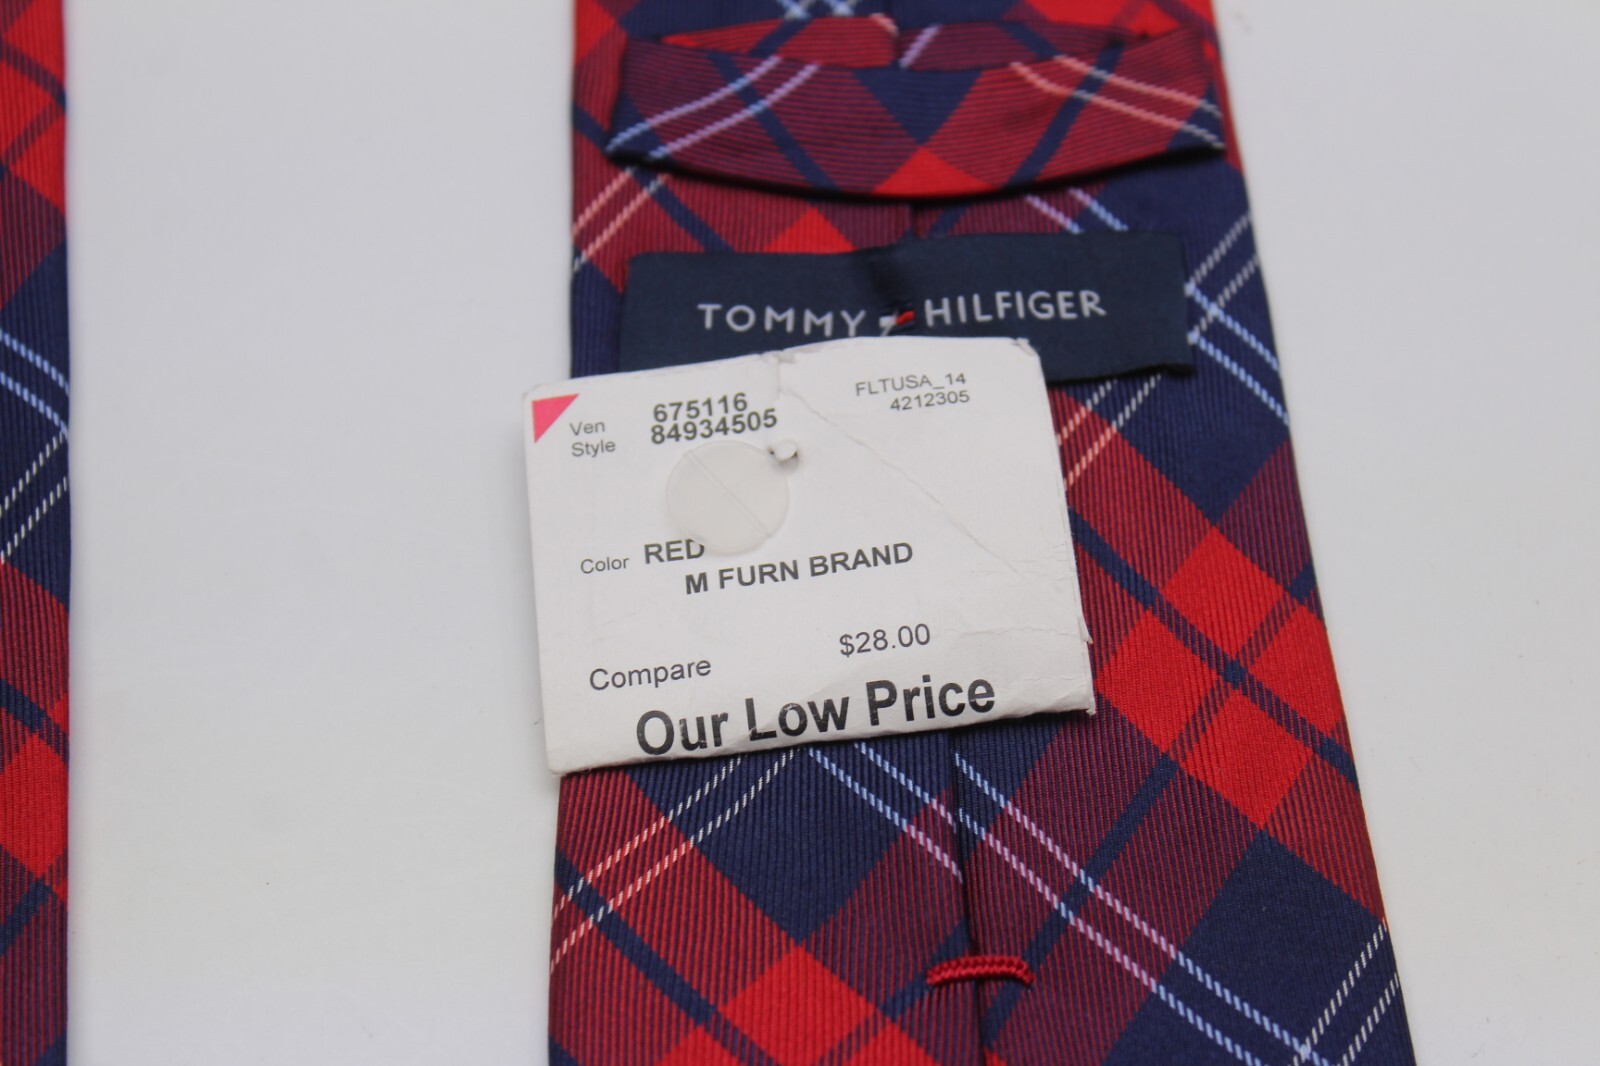 TOMMY HILFIGER
Ven 675116
Style 84934505
FLTUSA_14
4212305
Color RED
M FURN BRAND
Compare $28.00
Our Low Price